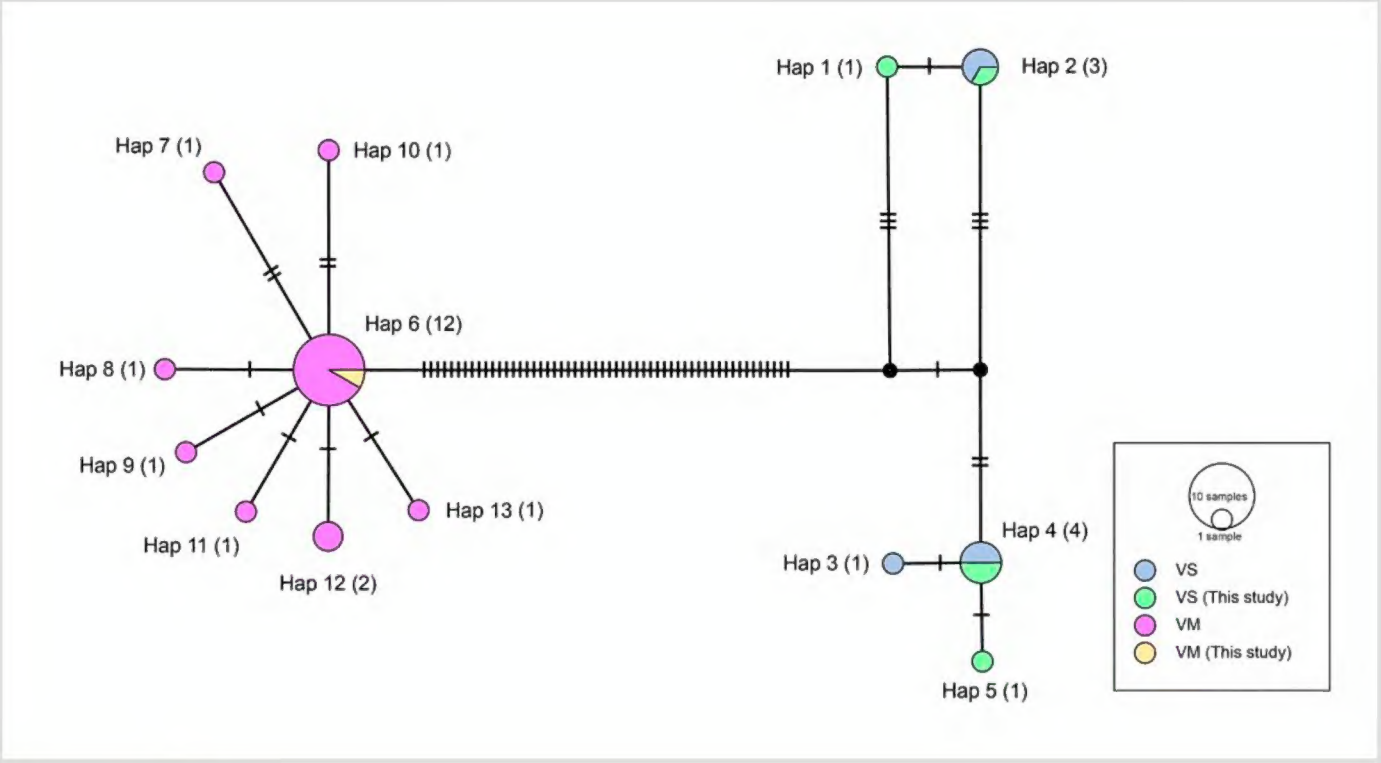 Hap 1 (1)
Hap 2 (3)
Hap 7 (1)
Hap 10 (1)
Hap 6 (12)
Hap 8 (1)
Hap 9 (1)
Hap 13 (1)
Hap 11 (1)
Hap 12 (2)
Hap 4 (4)
Hap 3 (1)
Hap 5 (1)
10 samples
1 sample
VS
VS (This study)
VM
VM (This study)